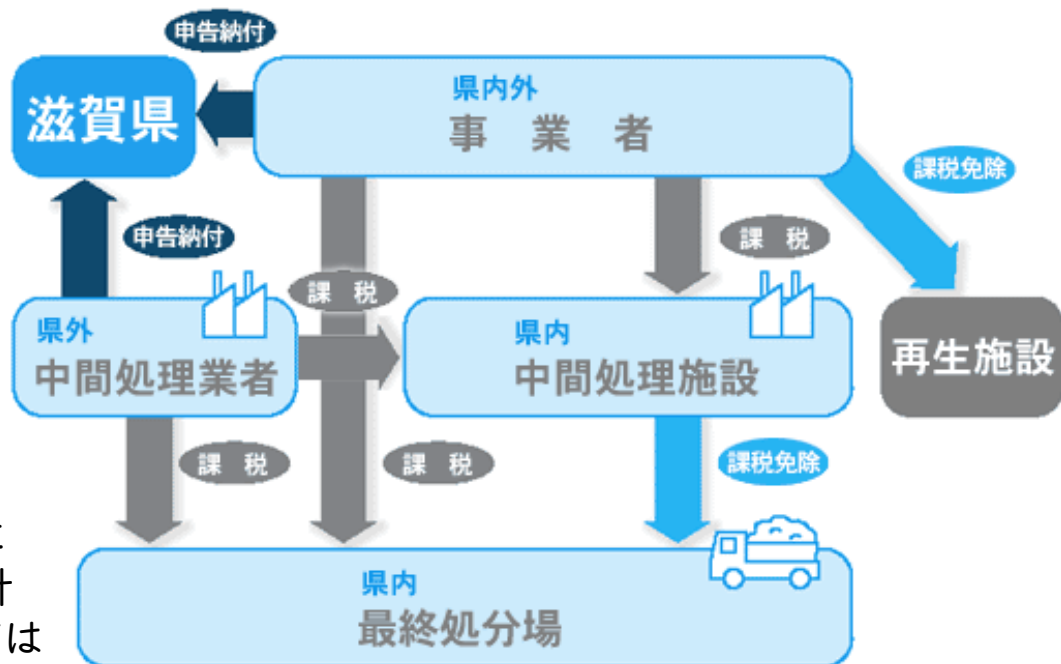 申告納付
県内外
事　業　者
滋賀県
課税免除
申告納付
課　税
課　税
県外
中間処理業者
県内
中間処理施設
再生施設
課　税
課　税
課税免除
県内
最終処分場
は